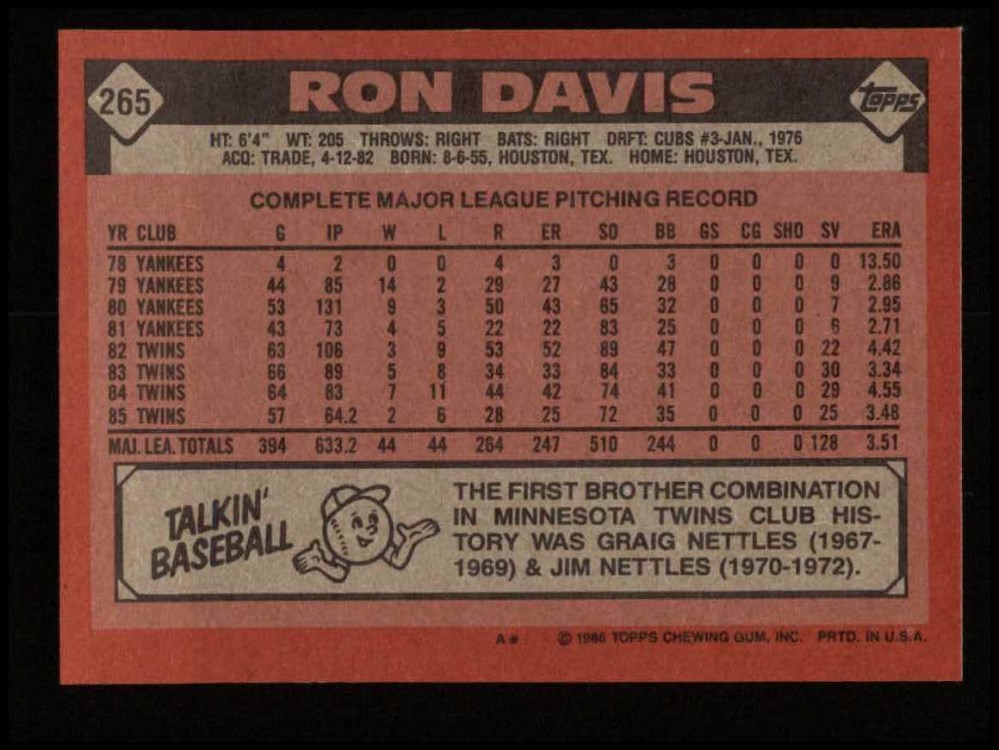 265 RON DAVIS topps
HT: 6'4" WT: 205 THROWS: RIGHT BATS: RIGHT DRFT: CUBS #3-JAN., 1976
ACQ: TRADE, 4-12-82 BORN: 8-6-55, HOUSTON, TEX. HOME: HOUSTON, TEX.
COMPLETE MAJOR LEAGUE PITCHING RECORD
YR CLUB G IP W L R ER SO BB GS CG SHO SV ERA
78 YANKEES 4 2 0 0 4 3 0 3 0 0 0 0 13.50
79 YANKEES 44 85 14 2 29 27 43 28 0 0 0 9 2.86
80 YANKEES 53 131 9 3 50 43 65 32 0 0 0 7 2.95
81 YANKEES 43 73 4 5 22 22 83 25 0 0 0 6 2.71
82 TWINS 63 106 3 9 53 52 89 47 0 0 0 22 4.42
83 TWINS 66 89 5 8 34 33 84 33 0 0 0 30 3.34
84 TWINS 64 83 7 11 44 42 74 41 0 0 0 29 4.55
85 TWINS 57 64.2 2 6 28 25 72 35 0 0 0 25 3.48
MAJ. LEA. TOTALS 394 633.2 44 44 264 247 510 244 0 0 0 128 3.51
TALKIN'
BASEBALL
THE FIRST BROTHER COMBINATION
IN MINNESOTA TWINS CLUB HIS-
TORY WAS GRAIG NETTLES (1967-
1969) & JIM NETTLES (1970-1972).
A* © 1986 TOPPS CHEWING GUM, INC. PRTD. IN U.S.A.